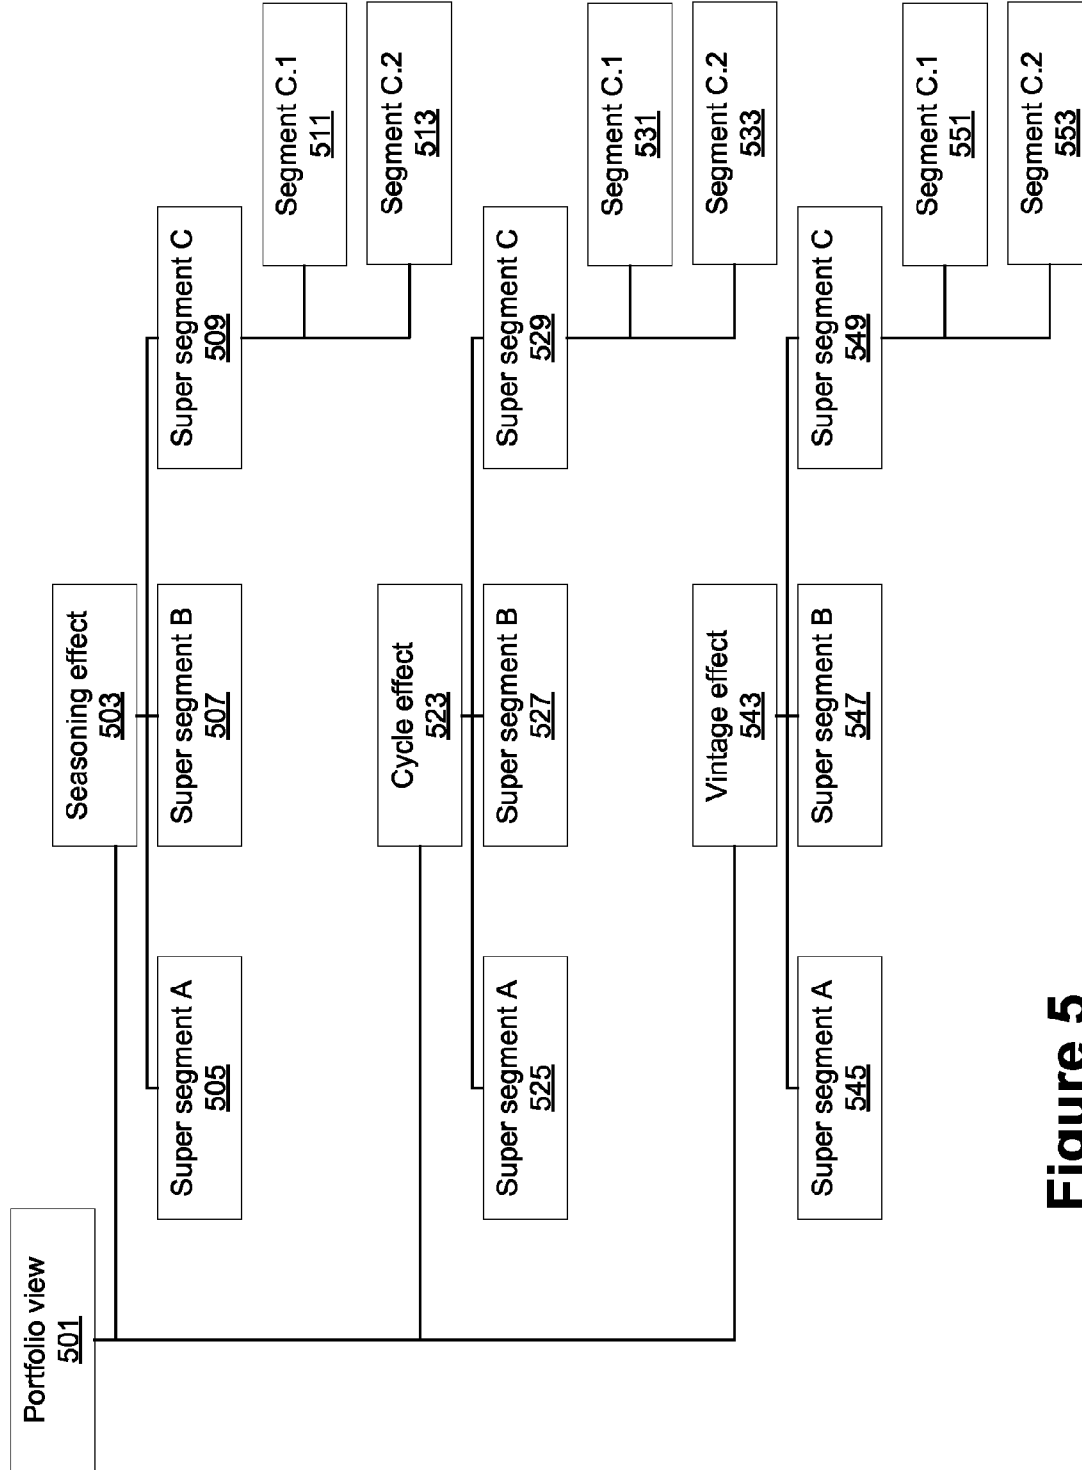 Portfolio view
501
Seasoning effect
503
Super segment A
505
Super segment B
507
Super segment C
509
Segment C.1
511
Segment C.2
513
Cycle effect
523
Super segment A
525
Super segment B
527
Super segment C
529
Segment C.1
531
Segment C.2
533
Vintage effect
543
Super segment A
545
Super segment B
547
Super segment C
549
Segment C.1
551
Segment C.2
553
Figure 5